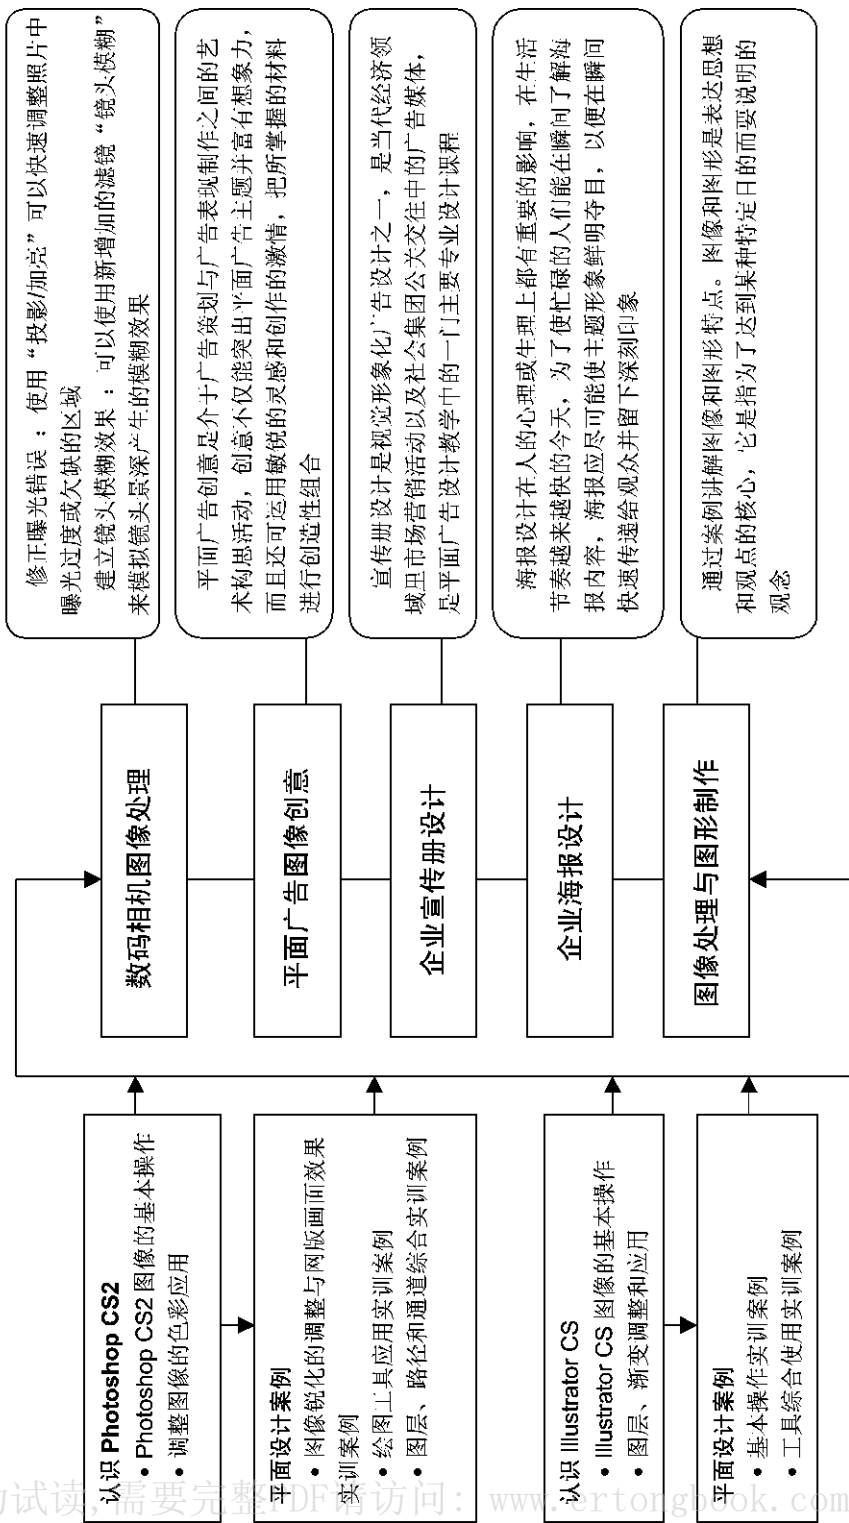 认识 Photoshop CS2
• Photoshop CS2 图像的基本操作
• 调整图像的色彩应用
平面设计案例
• 图像锐化的调整与网版画面效果
实训案例
• 绘图工具应用实训案例
• 图层、路径和通道综合实训案例
认识 Illustrator CS
• Illustrator CS 图像的基本操作
• 图层、渐变调整和应用
平面设计案例
• 基本操作实训案例
• 工具综合使用实训案例
数码相机图像处理
平面广告图像创意
企业宣传册设计
企业海报设计
图像处理与图形制作
修正曝光错误：使用“投影/加亮”可以快速调整照片中
曝光过度或欠缺的区域
建立镜头模糊效果：可以使用新增加的滤镜“镜头模糊”
来模拟镜头景深产生的模糊效果
平面广告创意是介于广告策划与广告表现制作之间的艺
术构思活动，创意不仅能突出平面广告主题并富有想象力，
而且还可运用敏锐的灵感和创作的激情，把所掌握的材料
进行创造性组合
宣传册设计是视觉形象化广告设计之一，是当代经济领
域里市场营销活动以及社会集团公关交往中的广告媒体，
是平面广告设计教学中的一门主要专业设计课程
海报设计在人的心理或生理上都有重要的影响，在生活
节奏越来越快的今天，为了使忙碌的人们能在瞬间了解海
报内容，海报应尽可能使主题形象鲜明夺目，以便在瞬间
快速传递给观众并留下深刻印象
通过案例讲解图像和图形特点。图像和图形是表达思想
和观点的核心，它是指为了达到某种特定目的而要说明的
观念
试读,需要完整PDF请访问: www.ertongbook.com